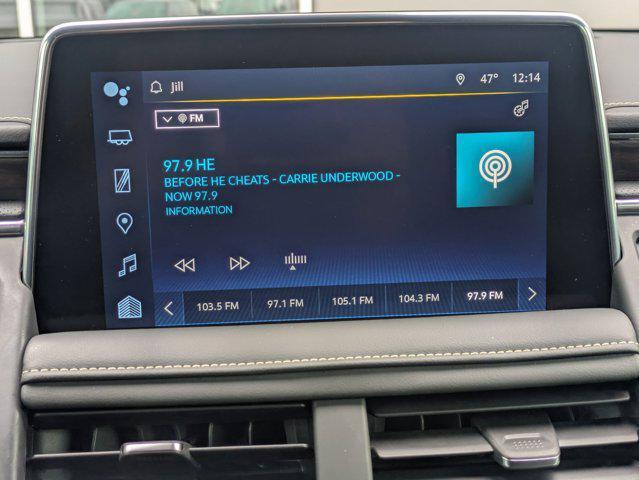 Jill
47°
12:14
FM
97.9 HE
BEFORE HE CHEATS - CARRIE UNDERWOOD -
NOW 97.9
INFORMATION
103.5 FM
97.1 FM
105.1 FM
104.3 FM
97.9 FM